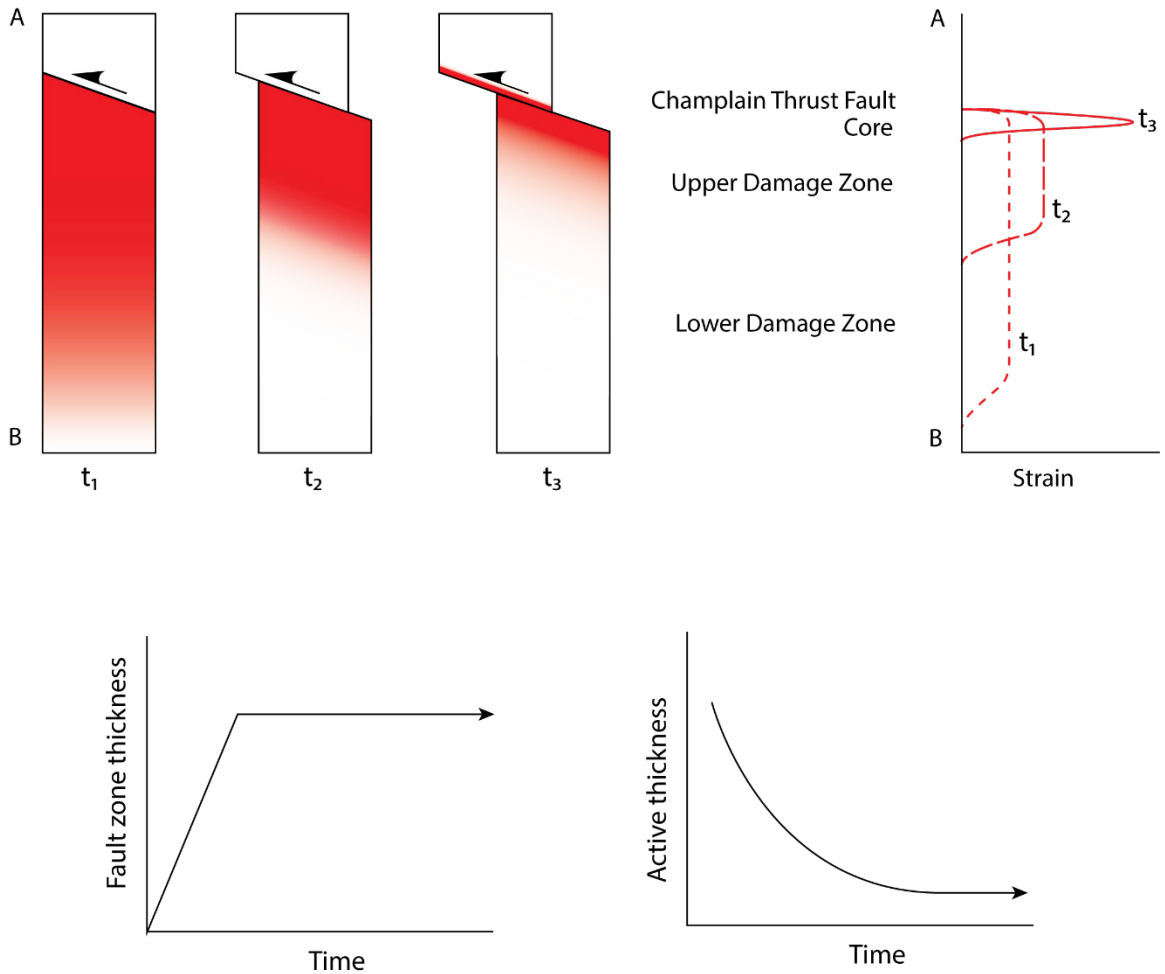 A
B
t₁
t₂
t₃
Champlain Thrust Fault
Core
Upper Damage Zone
Lower Damage Zone
A
B
t₃
t₂
t₁
Strain
Fault zone thickness
Time
Active thickness
Time